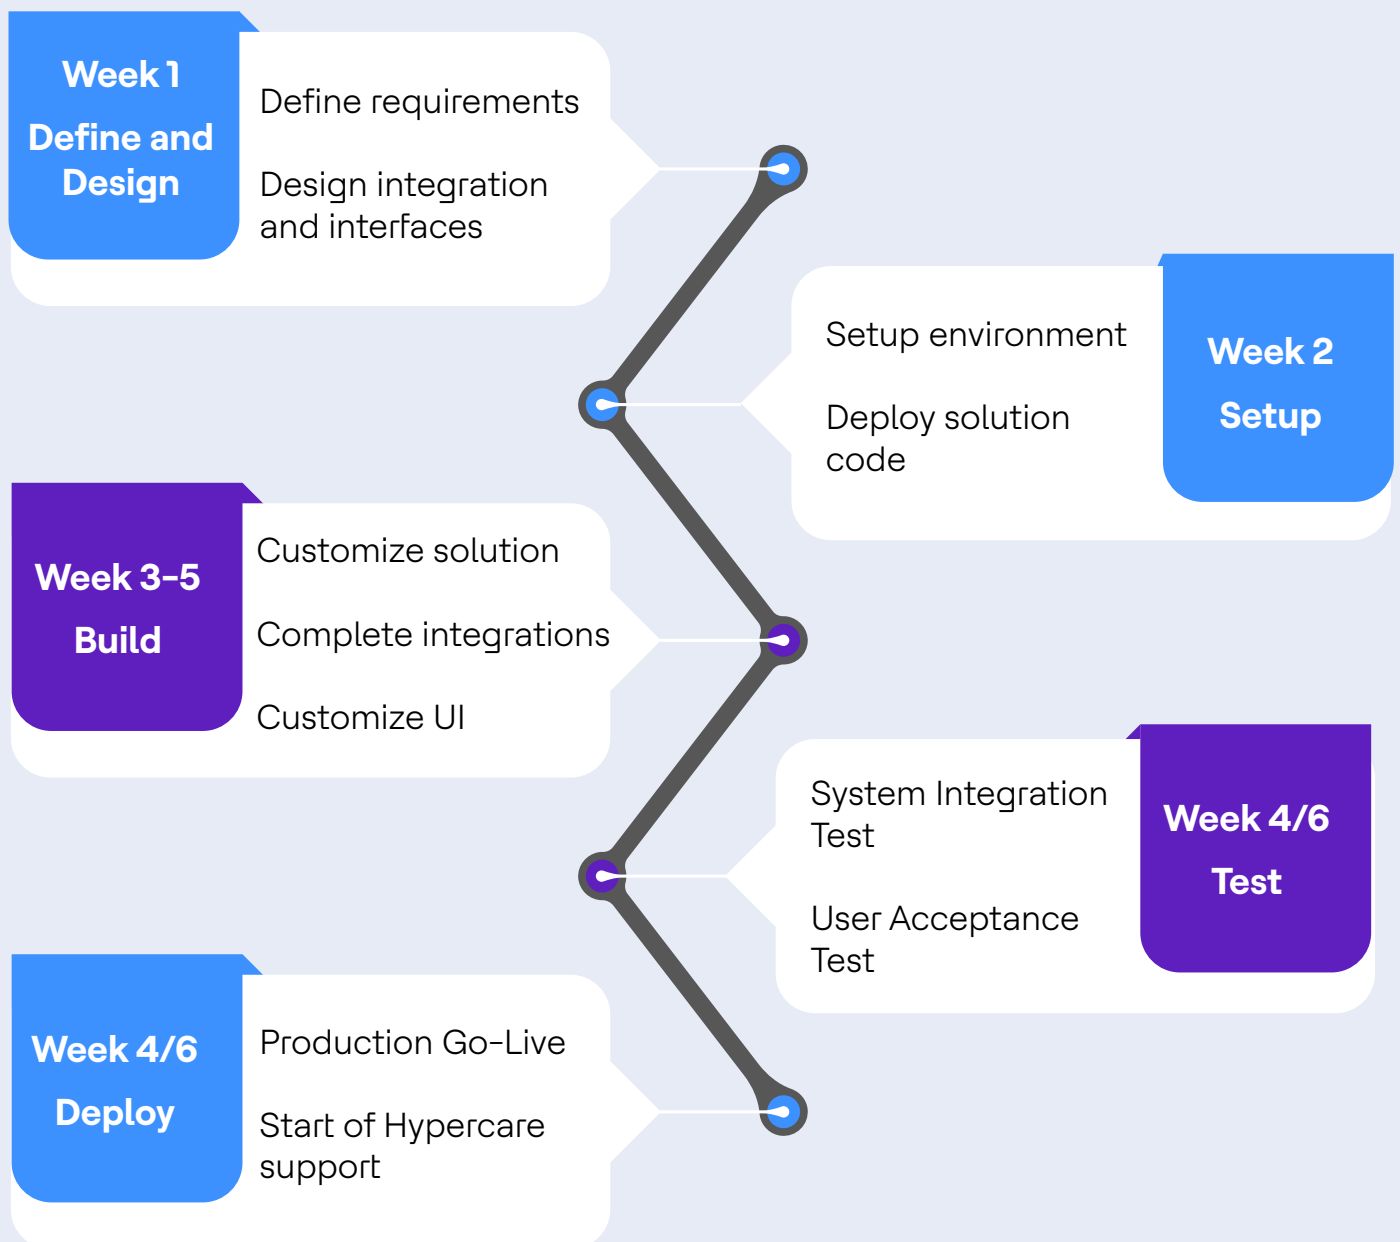 Week 1
Define and
Design
Define requirements
Design integration
and interfaces
Setup environment
Deploy solution
code
Week 2
Setup
Week 3-5
Build
Customize solution
Complete integrations
Customize UI
System Integration
Test
User Acceptance
Test
Week 4/6
Test
Week 4/6
Deploy
Production Go-Live
Start of Hypercare
support